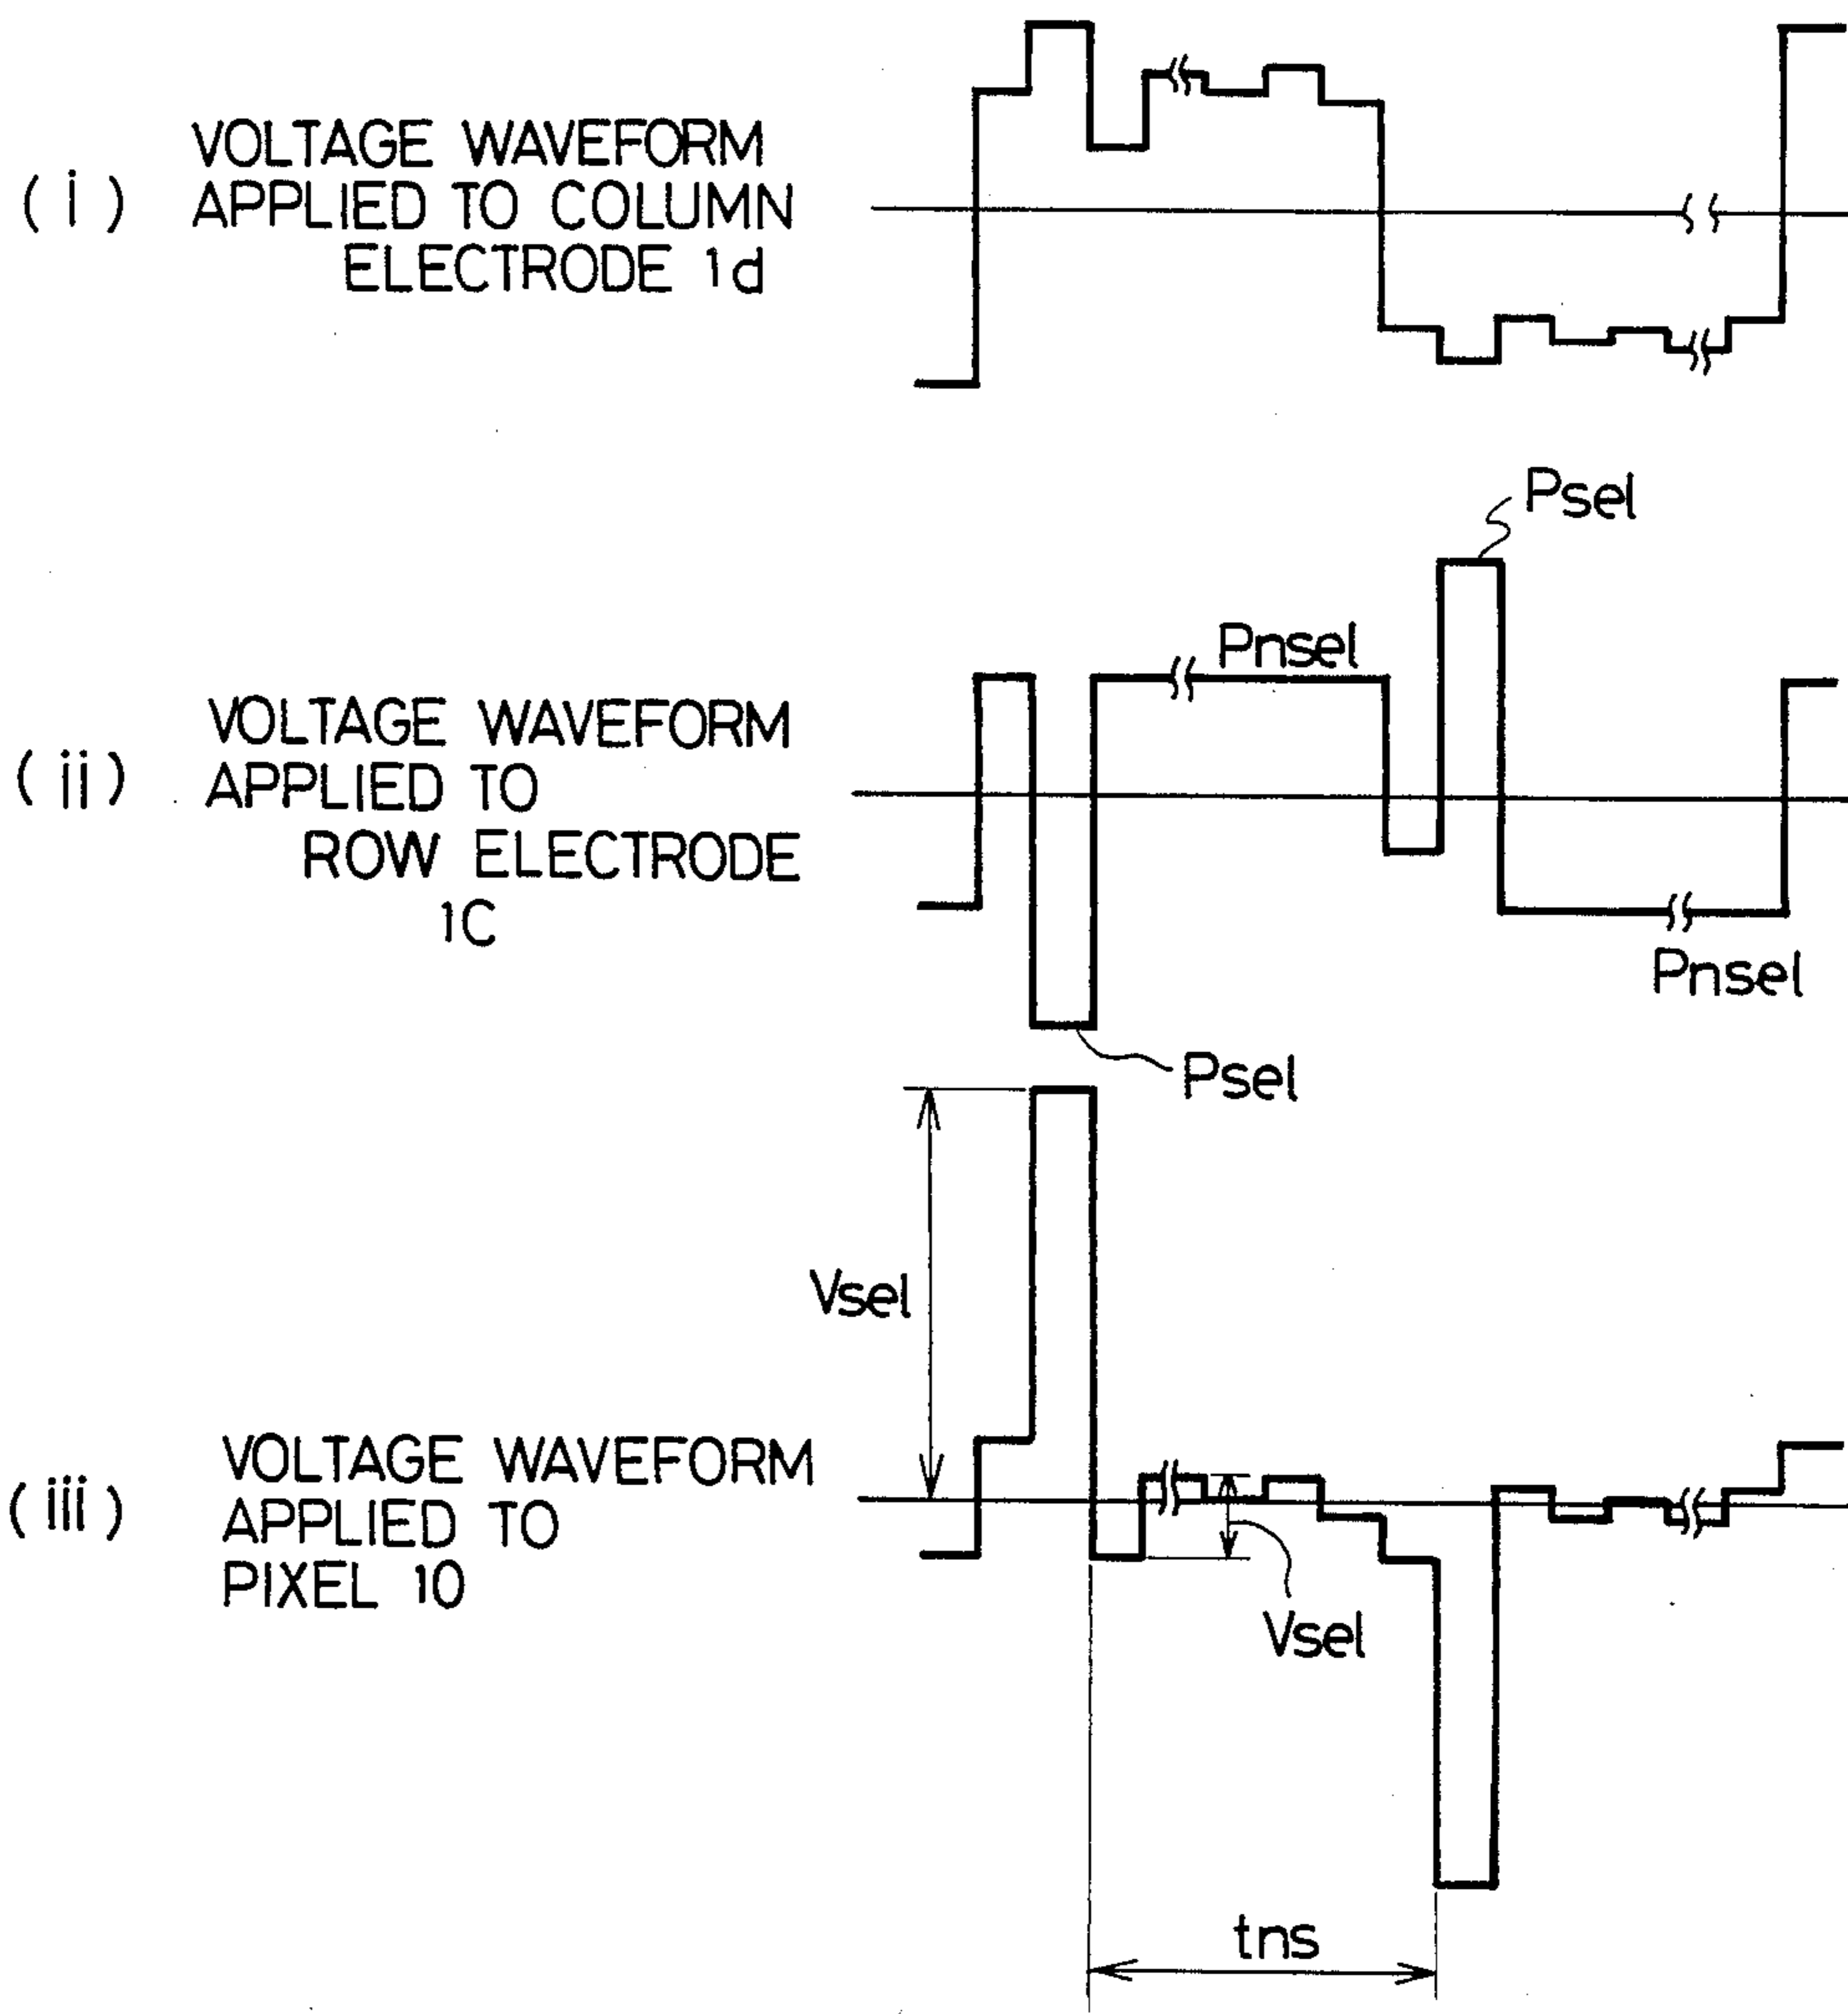 (i) VOLTAGE WAVEFORM
APPLIED TO COLUMN
ELECTRODE 1d
Psel
Pnsel
(ii) VOLTAGE WAVEFORM
APPLIED TO
ROW ELECTRODE
1C
Pnsel
Psel
Vsel
(iii) VOLTAGE WAVEFORM
APPLIED TO
PIXEL 10
Vsel
tns